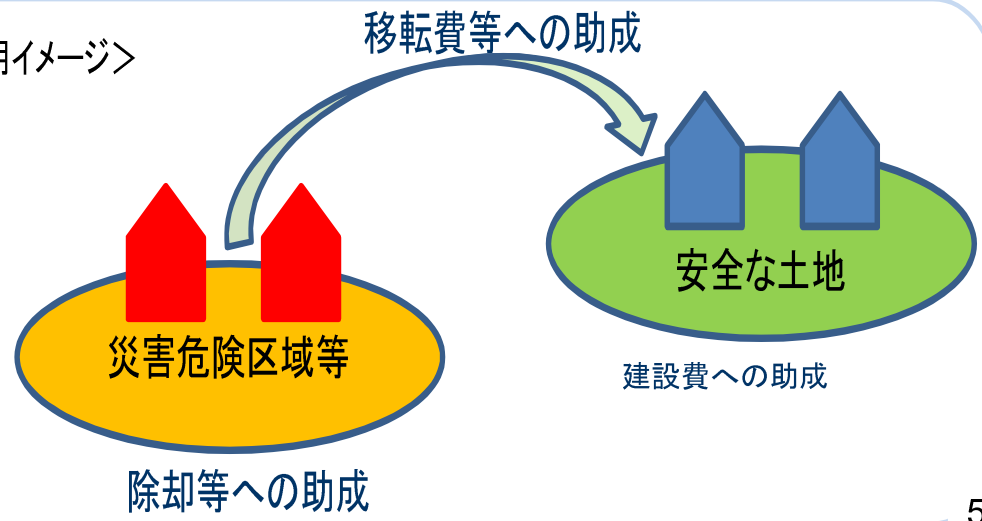 移転費等への助成
用イメージ＞
安全な土地
災害危険区域等
建設費への助成
除却等への助成
5